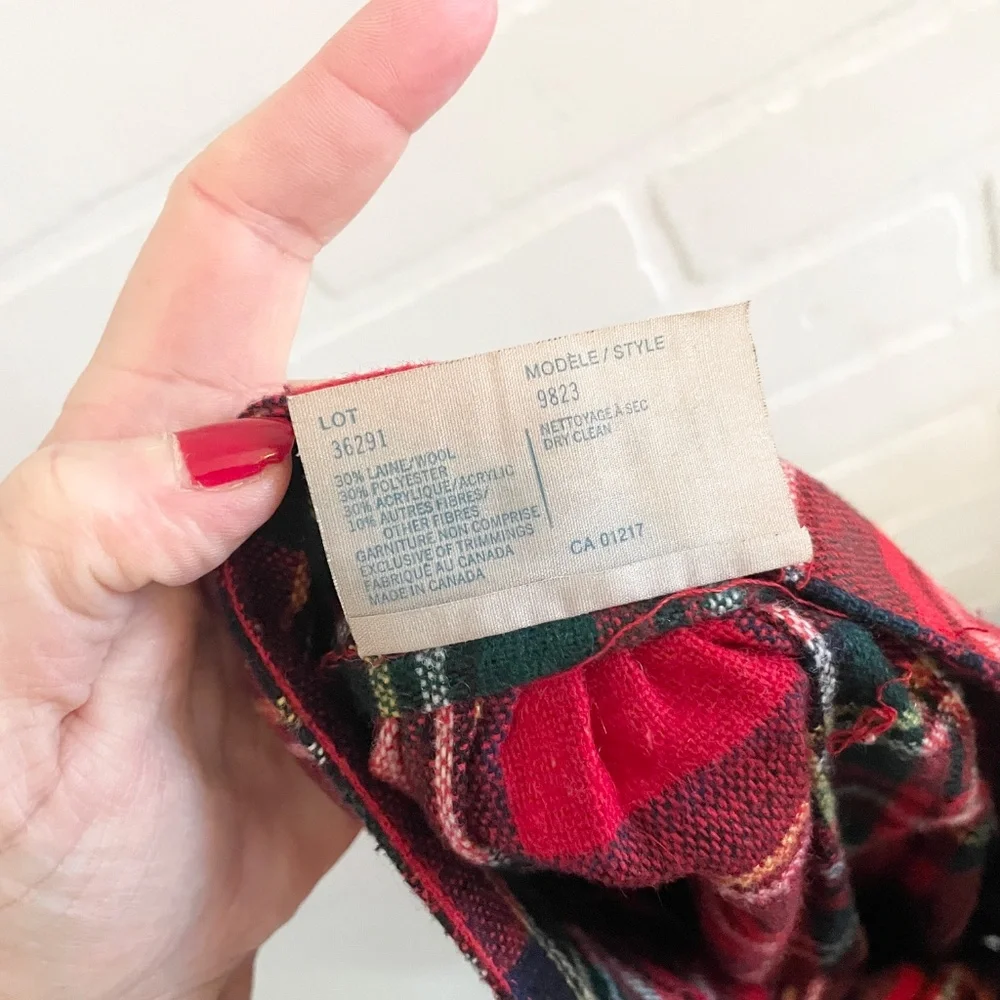 LOT
36291
30% LAINE/WOOL
30% POLYESTER
30% ACRYLIQUE/ACRYLIC
10% AUTRES FIBRES/
OTHER FIBRES
GARNITURE NON COMPRISE
EXCLUSIVE OF TRIMMINGS
FABRIQUÉ AU CANADA
MADE IN CANADA
MODÈLE / STYLE
9823
NETTOYAGE À SEC
DRY CLEAN
CA 01217